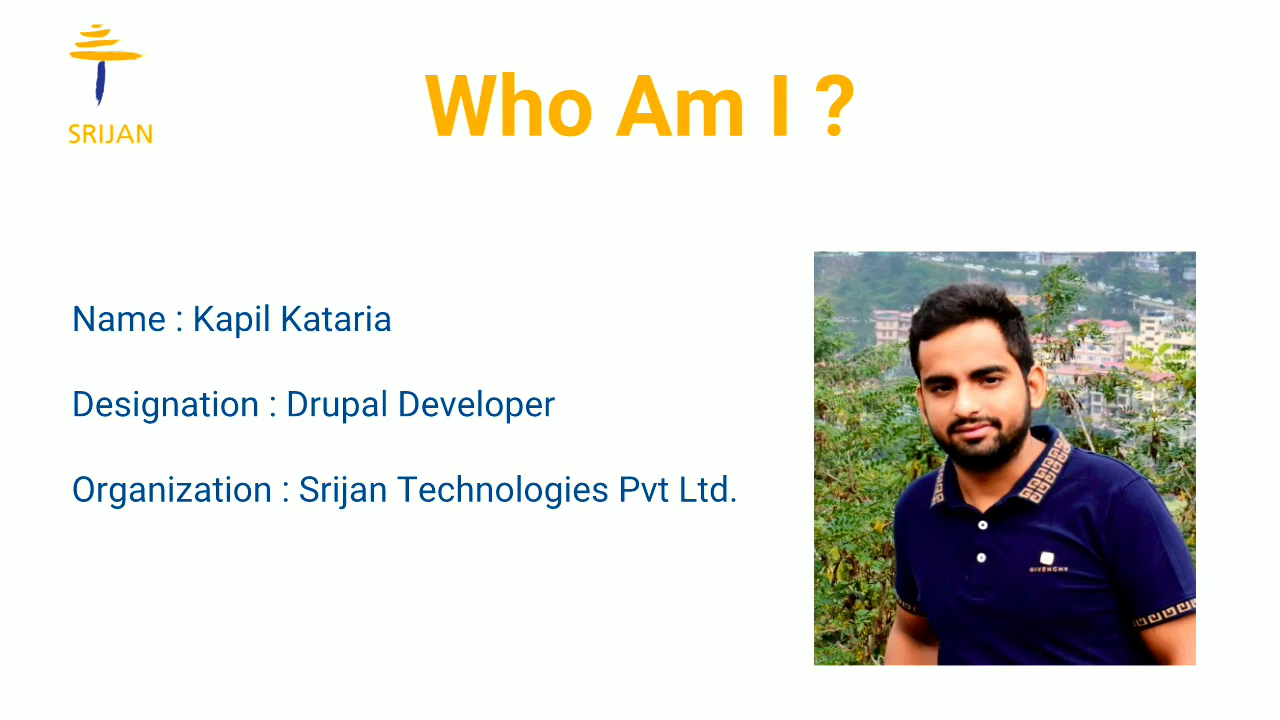 SRIJAN
Who Am I ?
Name : Kapil Kataria
Designation : Drupal Developer
Organization : Srijan Technologies Pvt Ltd.
GIVENCHY